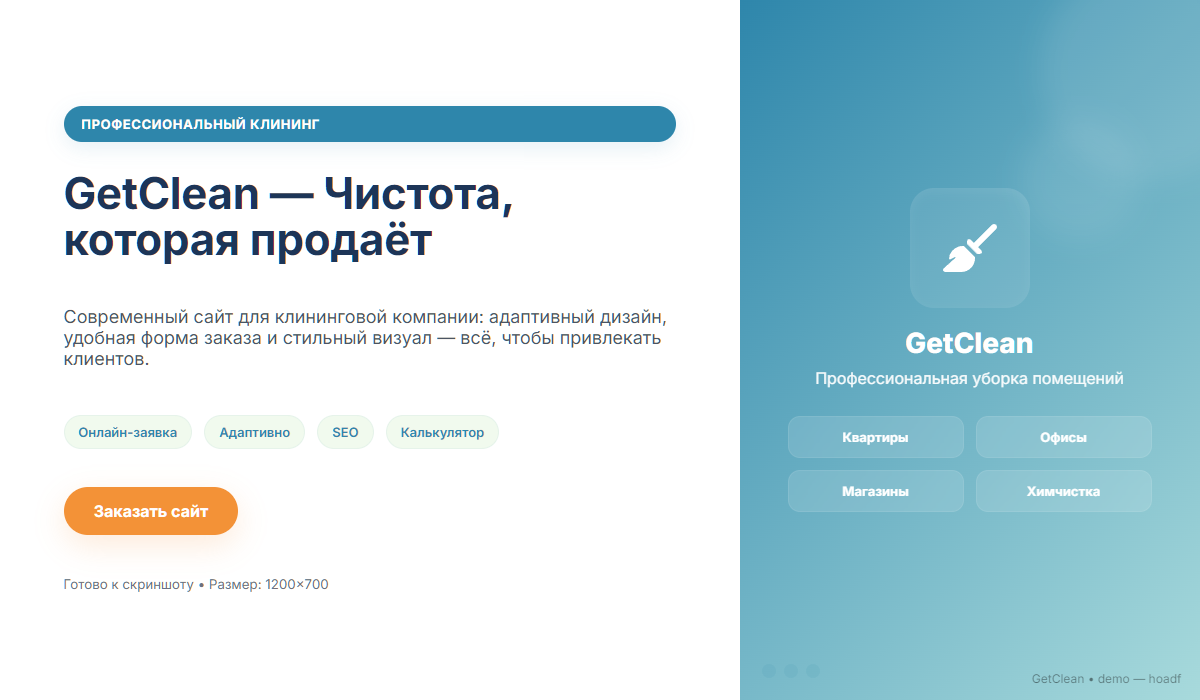 ПРОФЕССИОНАЛЬНЫЙ КЛИНИНГ
GetClean — Чистота,
которая продаёт
Современный сайт для клининговой компании: адаптивный дизайн,
удобная форма заказа и стильный визуал — всё, чтобы привлекать
клиентов.
Онлайн-заявка
Адаптивно
SEO
Калькулятор
Заказать сайт
Готово к скриншоту • Размер: 1200×700
GetClean
Профессиональная уборка помещений
Квартиры
Офисы
Магазины
Химчистка
GetClean • demo — hoadf